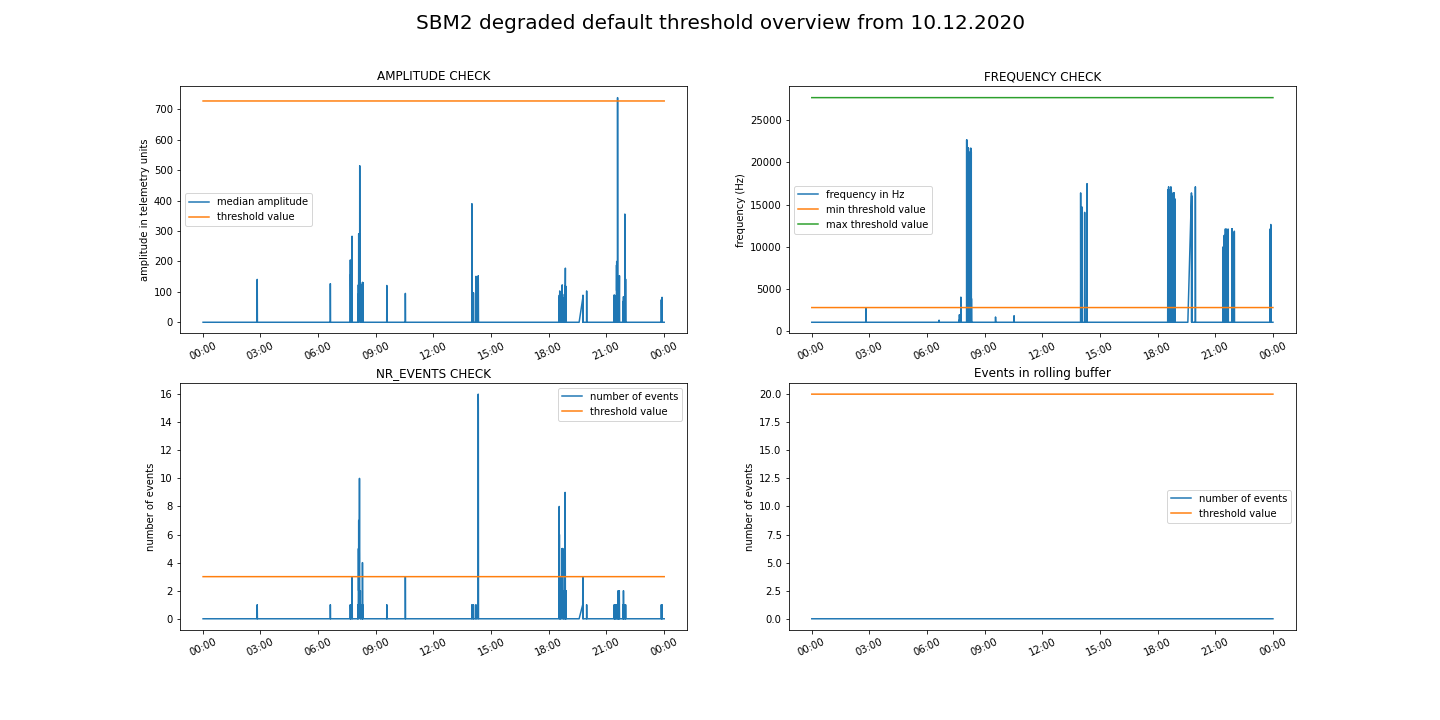 SBM2 degraded default threshold overview from 10.12.2020
AMPLITUDE CHECK
amplitude in telemetry units
700
600
500
400
300
200
100
0
median amplitude
threshold value
00:00 03:00 06:00 09:00 12:00 15:00 18:00 21:00 00:00
FREQUENCY CHECK
frequency (Hz)
25000
20000
15000
10000
5000
0
frequency in Hz
min threshold value
max threshold value
00:00 03:00 06:00 09:00 12:00 15:00 18:00 21:00 00:00
NR_EVENTS CHECK
number of events
16
14
12
10
8
6
4
2
0
number of events
threshold value
00:00 03:00 06:00 09:00 12:00 15:00 18:00 21:00 00:00
Events in rolling buffer
number of events
20.0
17.5
15.0
12.5
10.0
7.5
5.0
2.5
0.0
number of events
threshold value
00:00 03:00 06:00 09:00 12:00 15:00 18:00 21:00 00:00